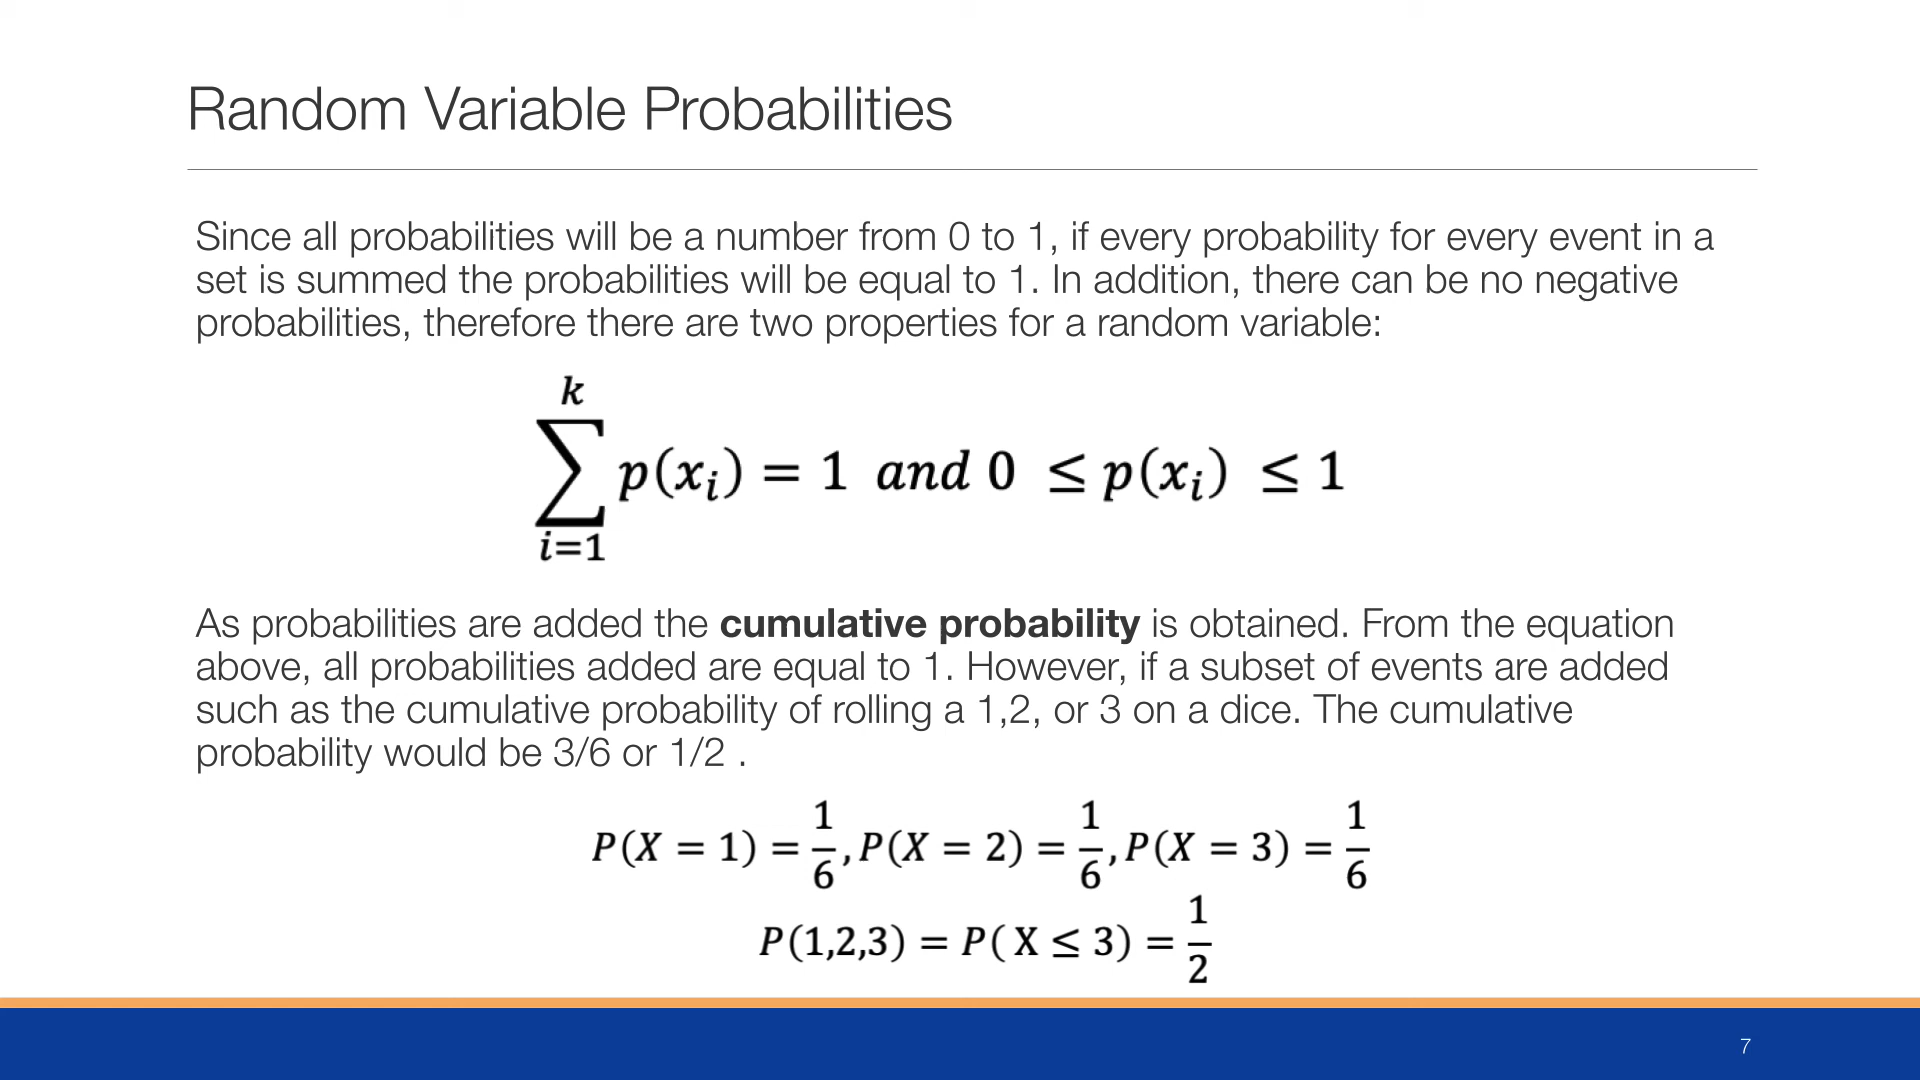 Random Variable Probabilities
Since all probabilities will be a number from 0 to 1, if every probability for every event in a
set is summed the probabilities will be equal to 1. In addition, there can be no negative
probabilities, therefore there are two properties for a random variable:
k
∑ p(xᵢ) = 1 and 0 ≤ p(xᵢ) ≤ 1
i=1
As probabilities are added the cumulative probability is obtained. From the equation
above, all probabilities added are equal to 1. However, if a subset of events are added
such as the cumulative probability of rolling a 1,2, or 3 on a dice. The cumulative
probability would be 3/6 or 1/2 .
P(X = 1) = 1/6, P(X = 2) = 1/6, P(X = 3) = 1/6
P(1,2,3) = P( X ≤ 3) = 1/2
7